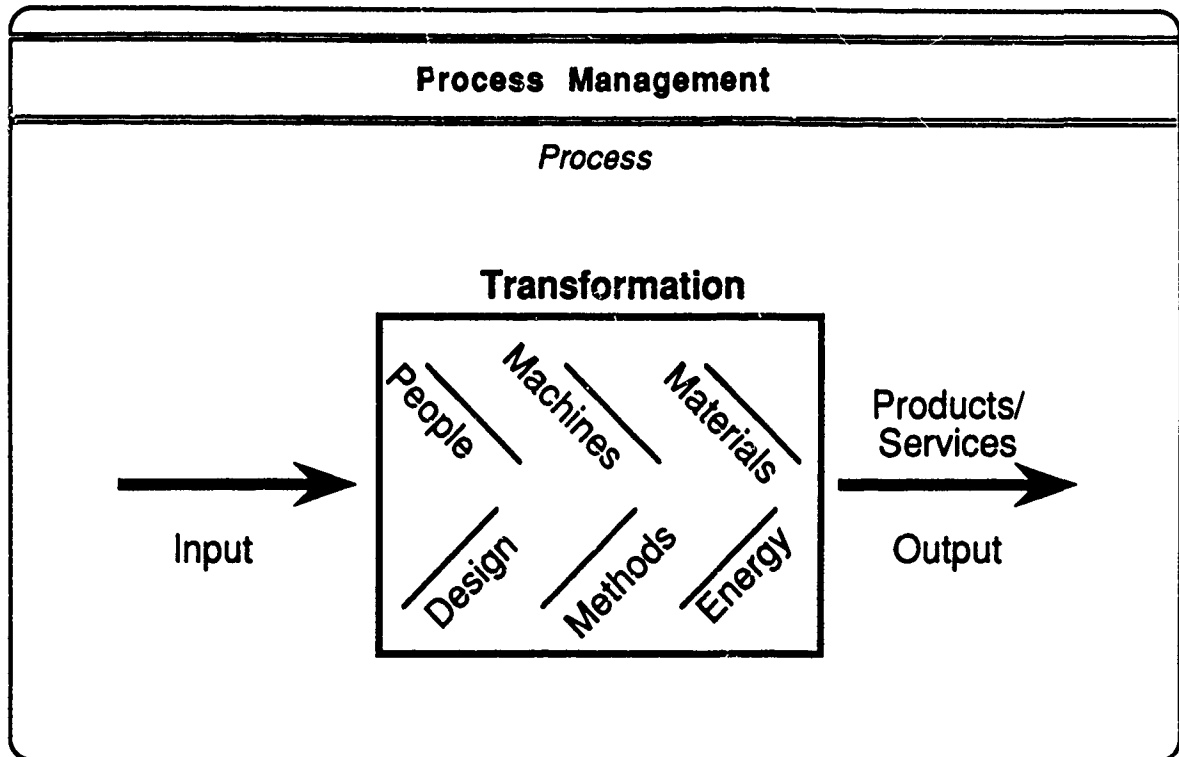 Process Management
Process
Transformation
People
Machines
Materials
Design
Methods
Energy
Input
Products/
Services
Output